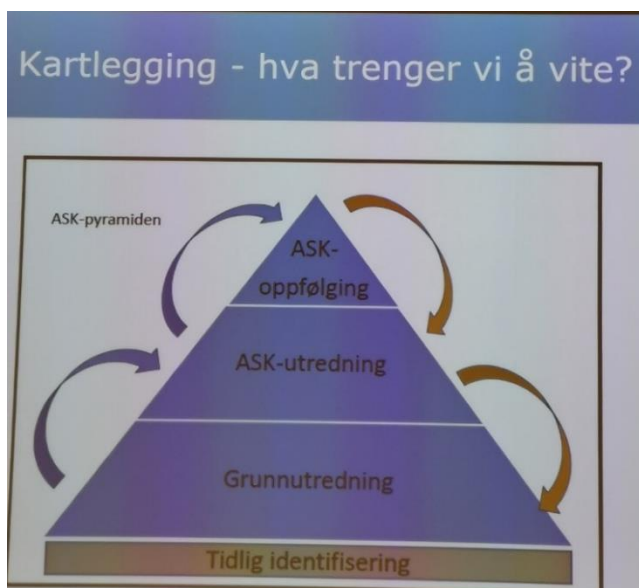 Kartlegging - hva trenger vi å vite?
ASK-pyramiden
ASK-
oppfølging
ASK-utredning
Grunnutredning
Tidlig identifisering